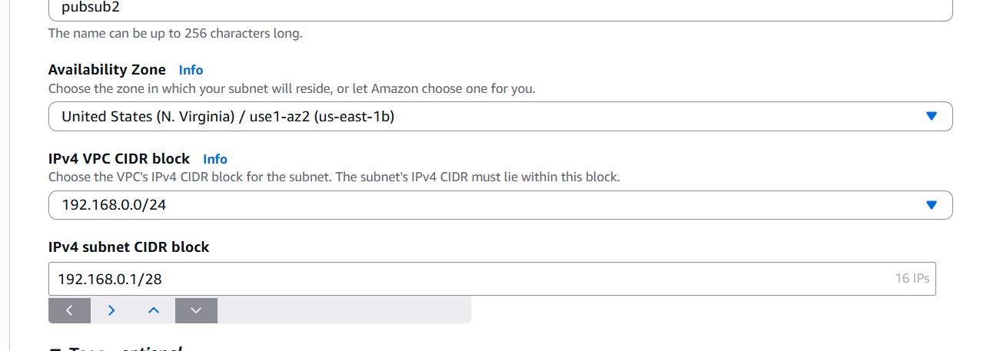 pubsub2
The name can be up to 256 characters long.
Availability Zone Info
Choose the zone in which your subnet will reside, or let Amazon choose one for you.
United States (N. Virginia) / use1-az2 (us-east-1b)
IPv4 VPC CIDR block Info
Choose the VPC's IPv4 CIDR block for the subnet. The subnet's IPv4 CIDR must lie within this block.
192.168.0.0/24
IPv4 subnet CIDR block
192.168.0.1/28 16 IPs
Tags - optional